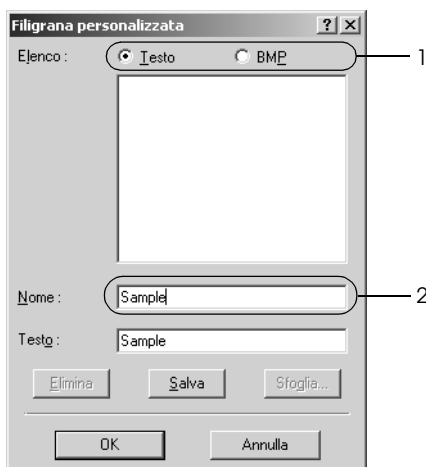 Filigrana personalizzata ? ×
Elenco : Testo BMP 1
Nome : Sample 2
Testo : Sample
Elimina Salva Sfoglia...
OK Annulla